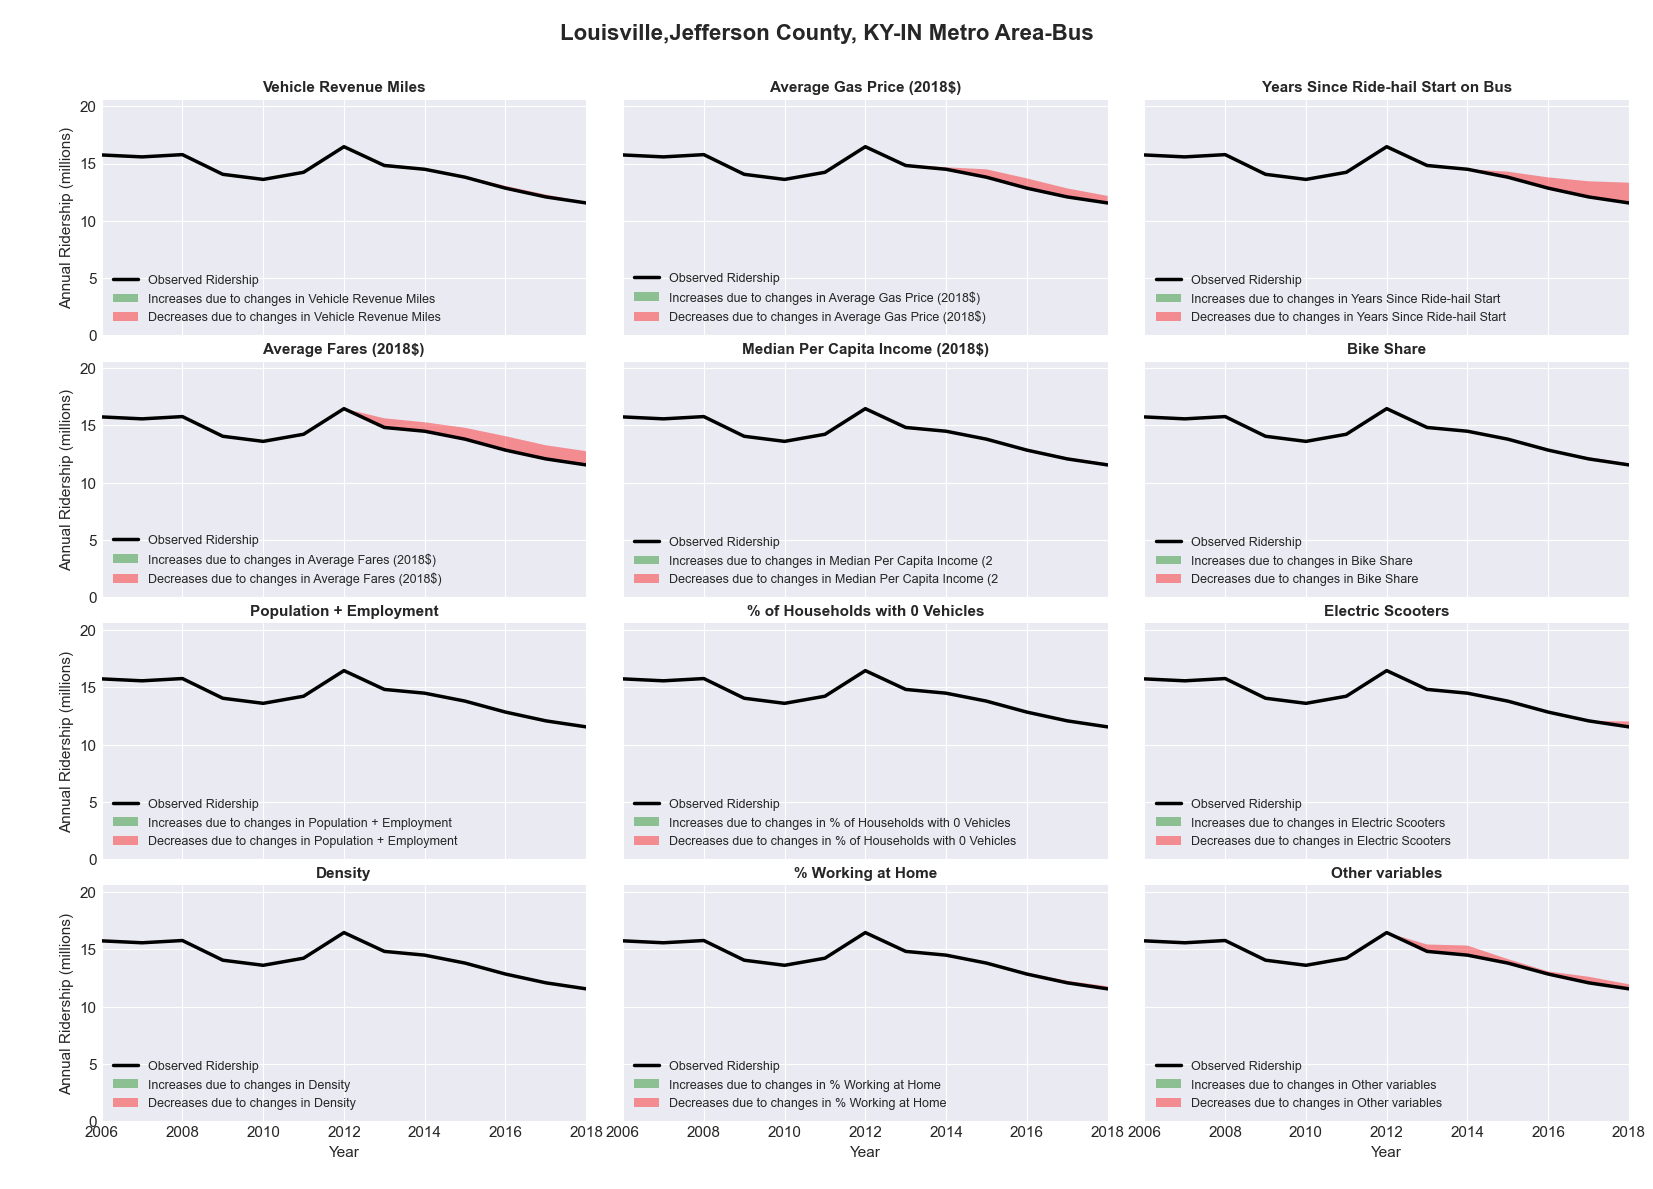 Louisville,Jefferson County, KY-IN Metro Area-Bus
Vehicle Revenue Miles
Average Gas Price (2018$)
Years Since Ride-hail Start on Bus
20
15
10
5
0
Annual Ridership (millions)
Observed Ridership
Increases due to changes in Vehicle Revenue Miles
Decreases due to changes in Vehicle Revenue Miles
Observed Ridership
Increases due to changes in Average Gas Price (2018$)
Decreases due to changes in Average Gas Price (2018$)
Observed Ridership
Increases due to changes in Years Since Ride-hail Start
Decreases due to changes in Years Since Ride-hail Start
Average Fares (2018$)
Median Per Capita Income (2018$)
Bike Share
20
15
10
5
0
Annual Ridership (millions)
Observed Ridership
Increases due to changes in Average Fares (2018$)
Decreases due to changes in Average Fares (2018$)
Observed Ridership
Increases due to changes in Median Per Capita Income (2
Decreases due to changes in Median Per Capita Income (2
Observed Ridership
Increases due to changes in Bike Share
Decreases due to changes in Bike Share
Population + Employment
% of Households with 0 Vehicles
Electric Scooters
20
15
10
5
0
Annual Ridership (millions)
Observed Ridership
Increases due to changes in Population + Employment
Decreases due to changes in Population + Employment
Observed Ridership
Increases due to changes in % of Households with 0 Vehicles
Decreases due to changes in % of Households with 0 Vehicles
Observed Ridership
Increases due to changes in Electric Scooters
Decreases due to changes in Electric Scooters
Density
% Working at Home
Other variables
20
15
10
5
0
Annual Ridership (millions)
Observed Ridership
Increases due to changes in Density
Decreases due to changes in Density
Observed Ridership
Increases due to changes in % Working at Home
Decreases due to changes in % Working at Home
Observed Ridership
Increases due to changes in Other variables
Decreases due to changes in Other variables
2006 2008 2010 2012 2014 2016 2018
2006 2008 2010 2012 2014 2016 2018
2006 2008 2010 2012 2014 2016 2018
Year
Year
Year